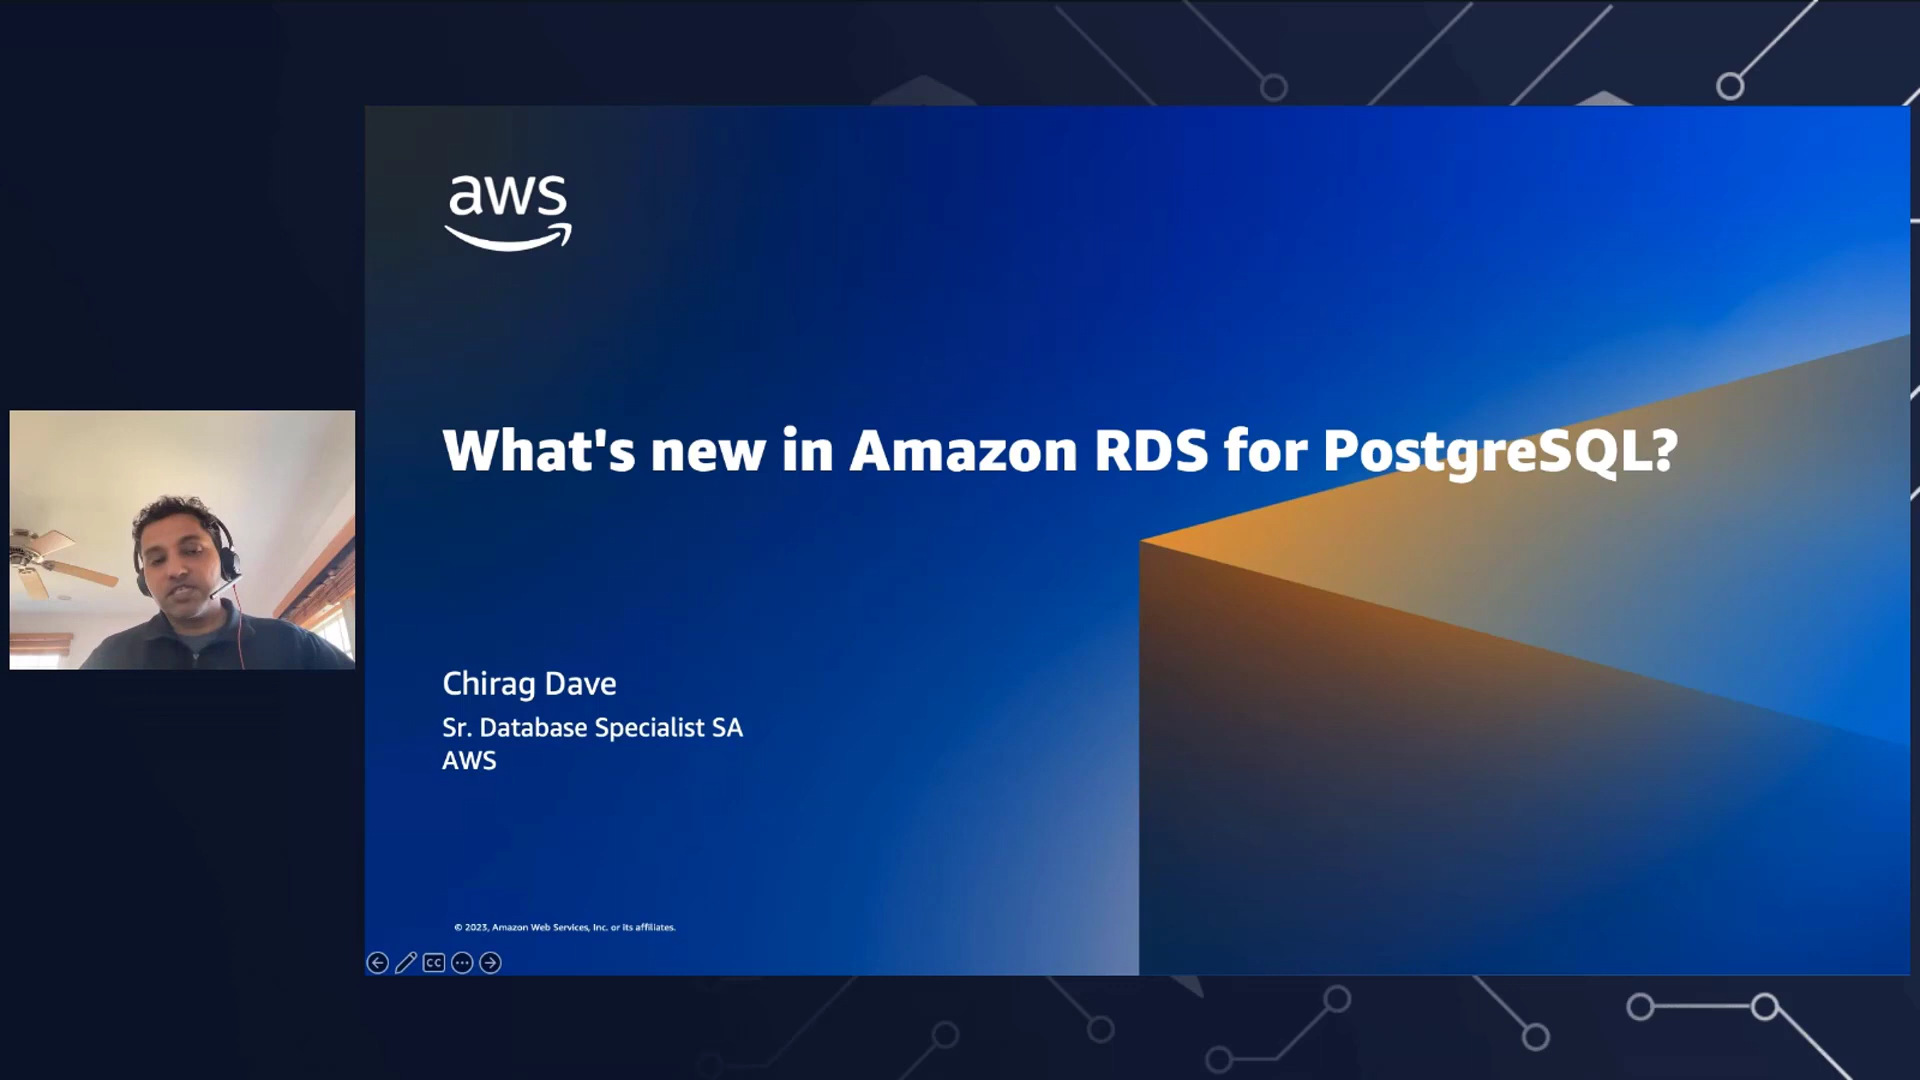 aws
What's new in Amazon RDS for PostgreSQL?
Chirag Dave
Sr. Database Specialist SA
AWS
© 2023, Amazon Web Services, Inc. or its affiliates.
CC